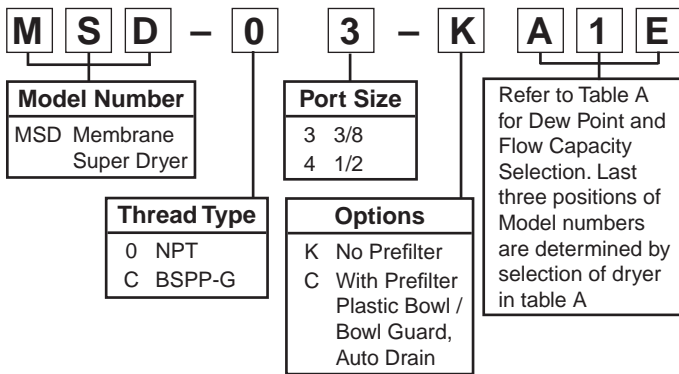 M S D – 0 3 – K A 1 E
Model Number
MSD Membrane
Super Dryer
Thread Type
0 NPT
C BSPP-G
Port Size
3 3/8
4 1/2
Options
K No Prefilter
C With Prefilter
Plastic Bowl /
Bowl Guard,
Auto Drain
Refer to Table A
for Dew Point and
Flow Capacity
Selection. Last
three positions of
Model numbers
are determined by
selection of dryer
in table A